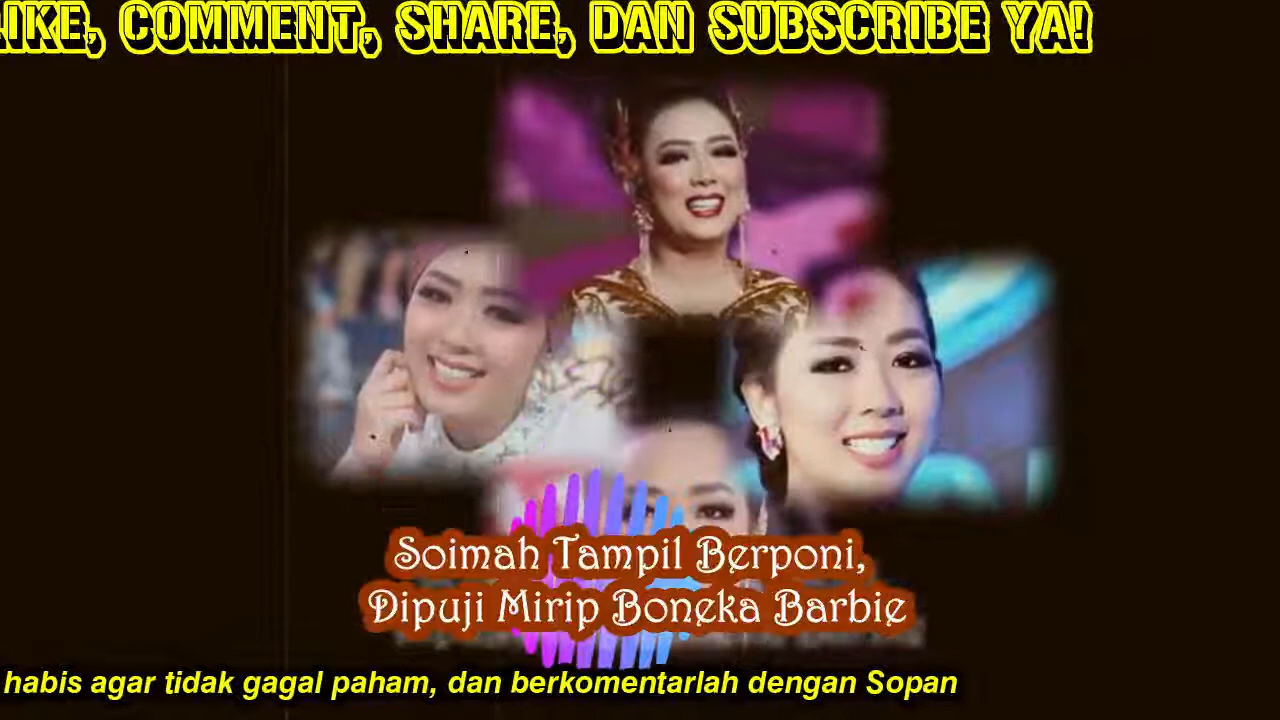 IKE, COMMENT, SHARE, DAN SUBSCRIBE YA!
Soimah Tampil Berponi,
Dipuji Mirip Boneka Barbie
habis agar tidak gagal paham, dan berkomentarlah dengan Sopan